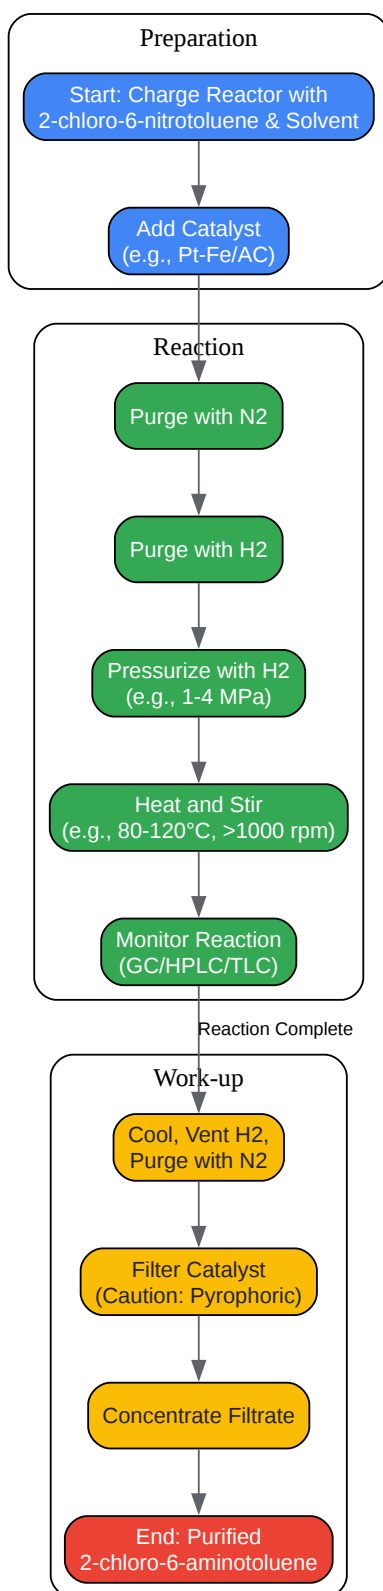 Preparation
Start: Charge Reactor with
2-chloro-6-nitrotoluene & Solvent
Add Catalyst
(e.g., Pt-Fe/AC)
Reaction
Purge with N2
Purge with H2
Pressurize with H2
(e.g., 1-4 MPa)
Heat and Stir
(e.g., 80-120°C, >1000 rpm)
Monitor Reaction
(GC/HPLC/TLC)
Reaction Complete
Work-up
Cool, Vent H2,
Purge with N2
Filter Catalyst
(Caution: Pyrophoric)
Concentrate Filtrate
End: Purified
2-chloro-6-aminotoluene